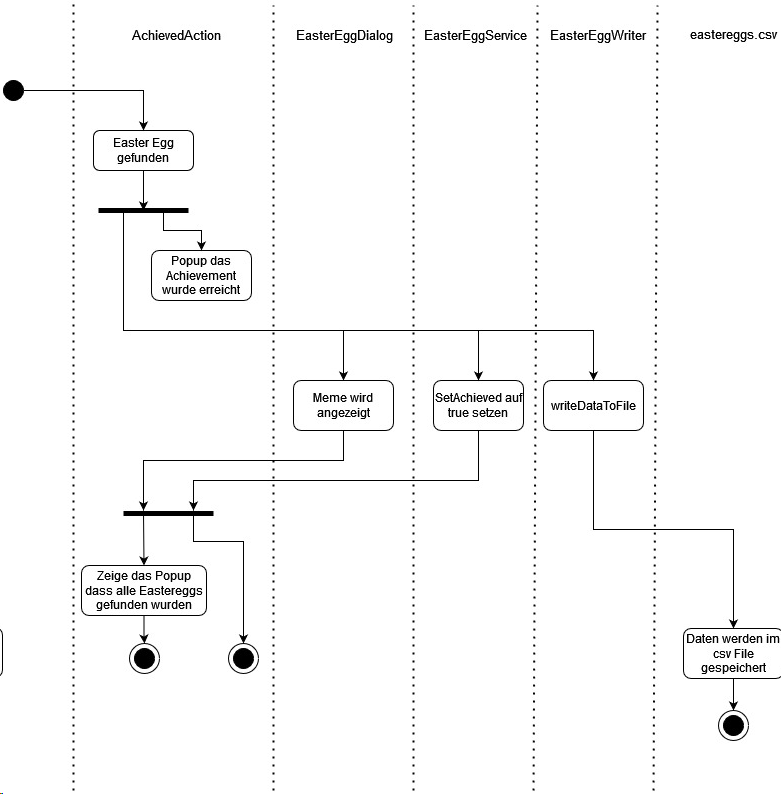 AchievedAction
EasterEggDialog
EasterEggService
EasterEggWriter
eastereggs.csv
Easter Egg
gefunden
Popup das
Achievement
wurde erreicht
Meme wird
angezeigt
SetAchieved auf
true setzen
writeDataToFile
Zeige das Popup
dass alle Eastereggs
gefunden wurden
Daten werden im
csv File
gespeichert